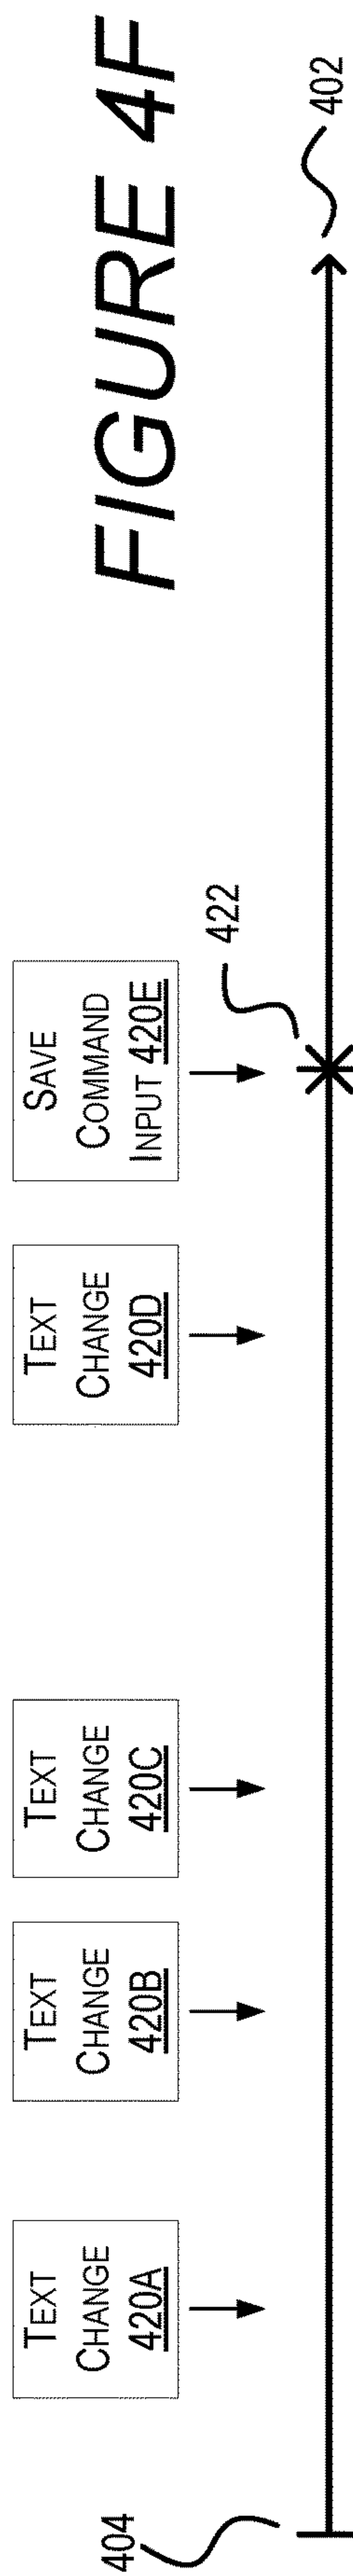 TEXT
CHANGE
420A
TEXT
CHANGE
420B
TEXT
CHANGE
420C
TEXT
CHANGE
420D
SAVE
COMMAND
INPUT 420E
404
422
402
FIGURE 4F